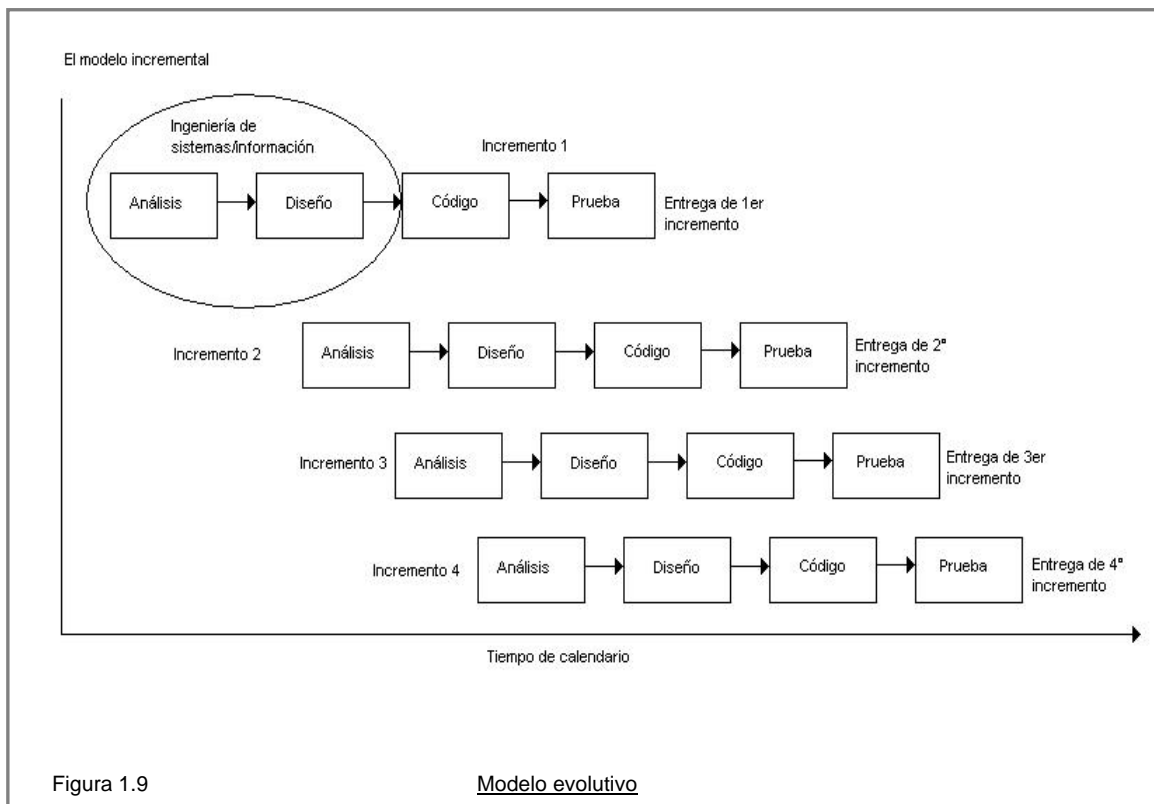 El modelo incremental
Ingeniería de
sistemas/información
Incremento 1
Análisis
Diseño
Código
Prueba
Entrega de 1er
incremento
Incremento 2
Análisis
Diseño
Código
Prueba
Entrega de 2°
incremento
Incremento 3
Análisis
Diseño
Código
Prueba
Entrega de 3er
incremento
Incremento 4
Análisis
Diseño
Código
Prueba
Entrega de 4°
incremento
Tiempo de calendario
Figura 1.9 Modelo evolutivo